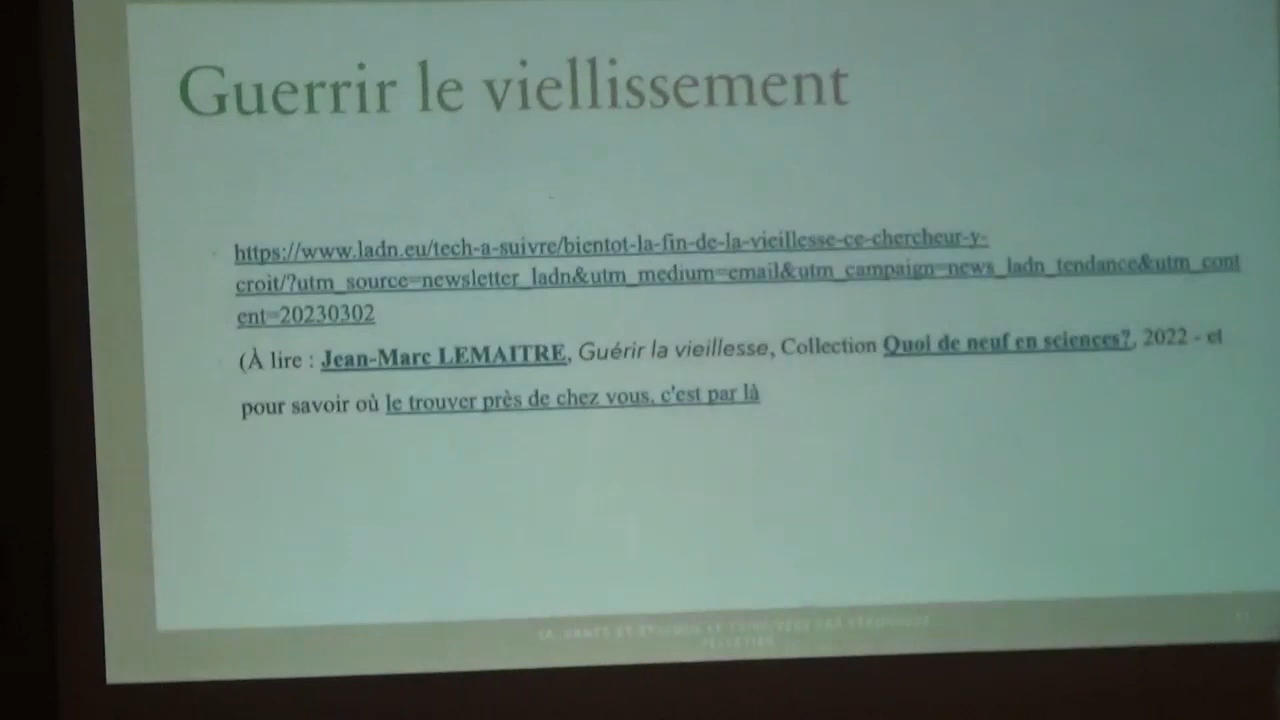 Guerrir le viellissement
https://www.ladn.eu/tech-a-suivre/bientot-la-fin-de-la-vieillesse-ce-chercheur-y-
croit/?utm_source=newsletter_ladn&utm_medium=email&utm_campaign=news_ladn_tendance&utm_cont
ent=20230302
(À lire : Jean-Marc LEMAITRE, Guérir la vieillesse, Collection Quoi de neuf en sciences?, 2022 - et
pour savoir où le trouver près de chez vous, c'est par là